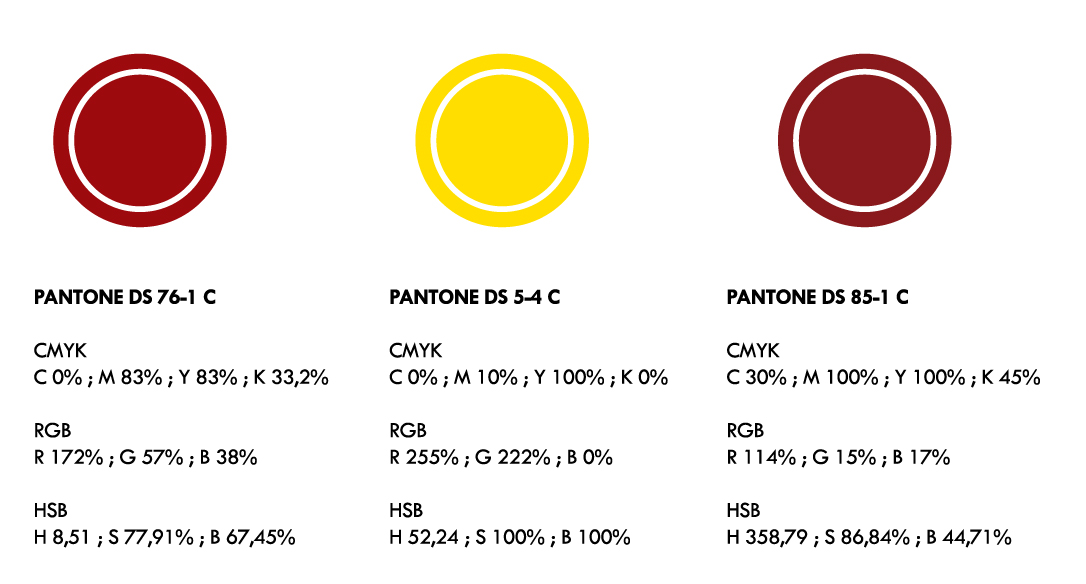 PANTONE DS 76-1 C
CMYK
C 0% ; M 83% ; Y 83% ; K 33,2%
RGB
R 172% ; G 57% ; B 38%
HSB
H 8,51 ; S 77,91% ; B 67,45%
PANTONE DS 5-4 C
CMYK
C 0% ; M 10% ; Y 100% ; K 0%
RGB
R 255% ; G 222% ; B 0%
HSB
H 52,24 ; S 100% ; B 100%
PANTONE DS 85-1 C
CMYK
C 30% ; M 100% ; Y 100% ; K 45%
RGB
R 114% ; G 15% ; B 17%
HSB
H 358,79 ; S 86,84% ; B 44,71%